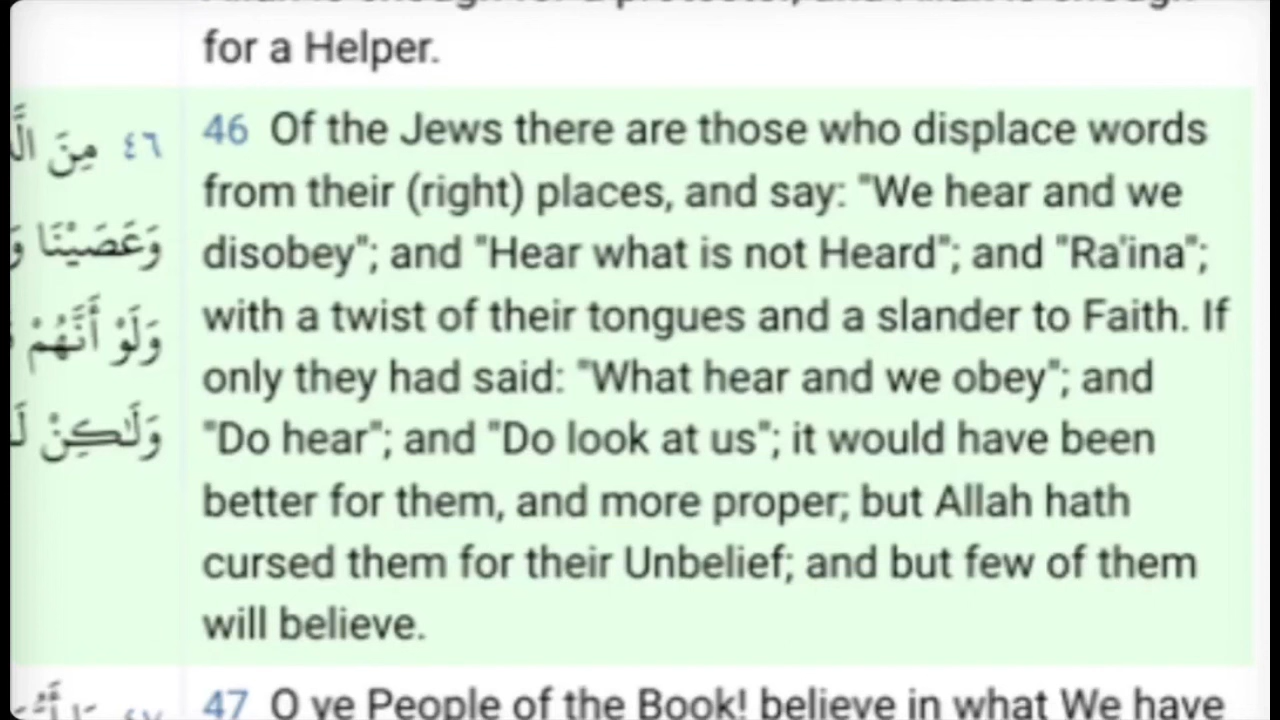 for a Helper.
٤٦ مِنَ
وَعَصَيْنَا
وَلَوْ أَنَّهُمْ
وَلَٰكِنْ
46 Of the Jews there are those who displace words
from their (right) places, and say: "We hear and we
disobey"; and "Hear what is not Heard"; and "Ra'ina";
with a twist of their tongues and a slander to Faith. If
only they had said: "What hear and we obey"; and
"Do hear"; and "Do look at us"; it would have been
better for them, and more proper; but Allah hath
cursed them for their Unbelief; and but few of them
will believe.
47 O ye People of the Book! believe in what We have